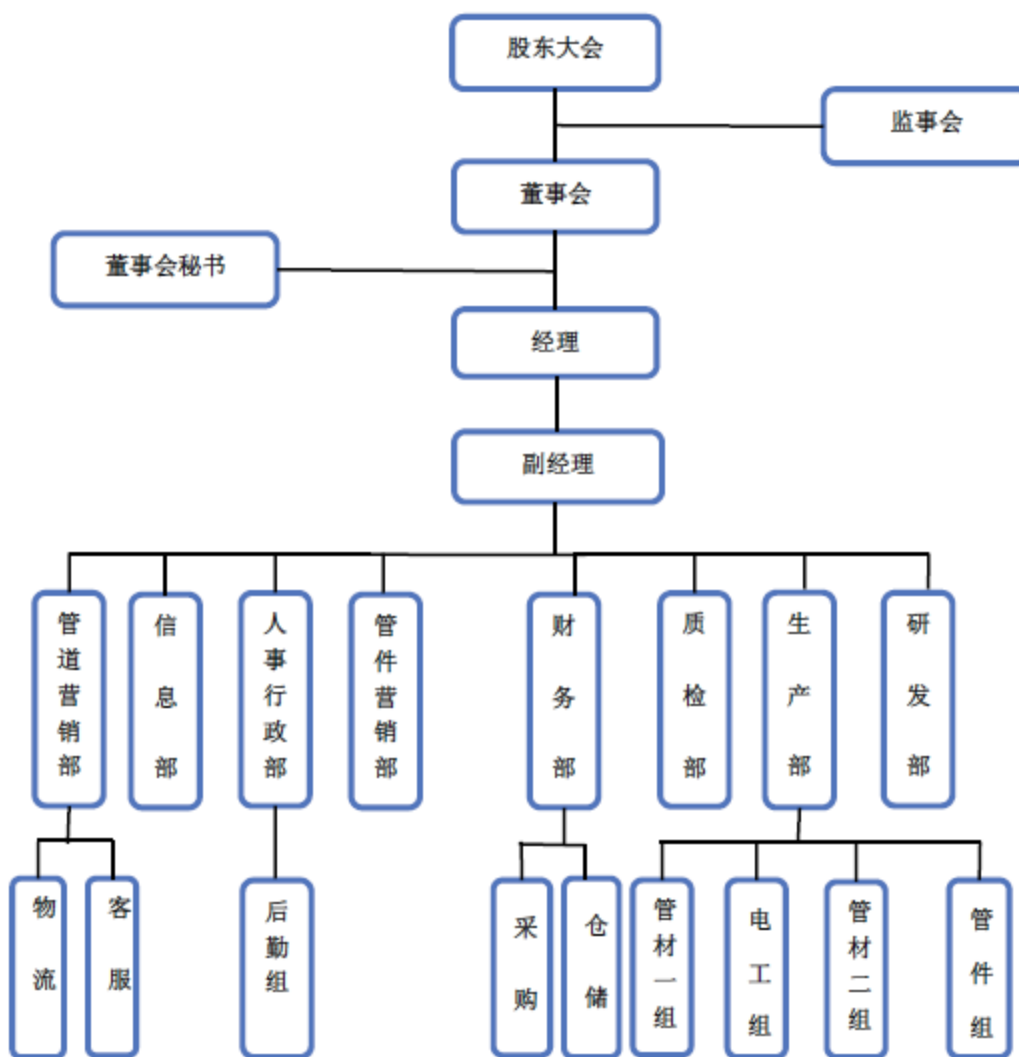 股东大会
监事会
董事会
董事会秘书
经理
副经理
管道营销部
信息部
人事行政部
管件营销部
财务部
质检部
生产部
研发部
物流
客服
后勤组
采购
仓储
管材一组
电工组
管材二组
管件组